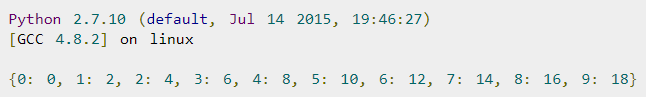 Python 2.7.10 (default, Jul 14 2015, 19:46:27)
[GCC 4.8.2] on linux
{0: 0, 1: 2, 2: 4, 3: 6, 4: 8, 5: 10, 6: 12, 7: 14, 8: 16, 9: 18}